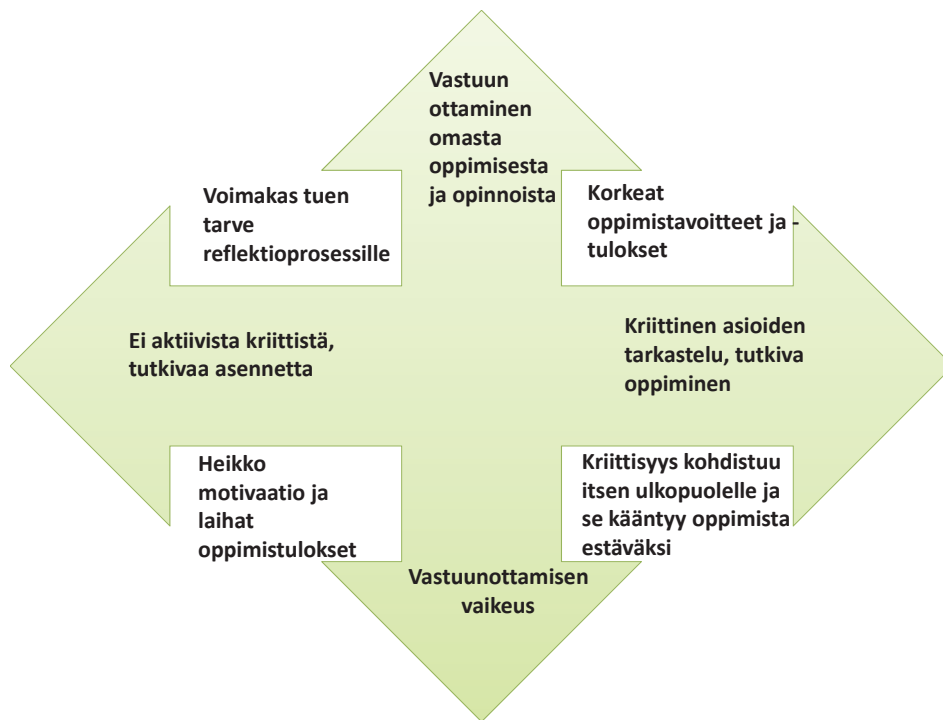 Vastuun
ottaminen
omasta
oppimisesta
ja opinnoista
Voimakas tuen
tarve
reflektioprosessille
Korkeat
oppimistavoitteet ja -
tulokset
Ei aktiivista kriittistä,
tutkivaa asennetta
Kriittinen asioiden
tarkastelu, tutkiva
oppiminen
Heikko
motivaatio ja
laihat
oppimistulokset
Kriittisyys kohdistuu
itsen ulkopuolelle ja
se kääntyy oppimista
estäväksi
Vastuunottamisen
vaikeus